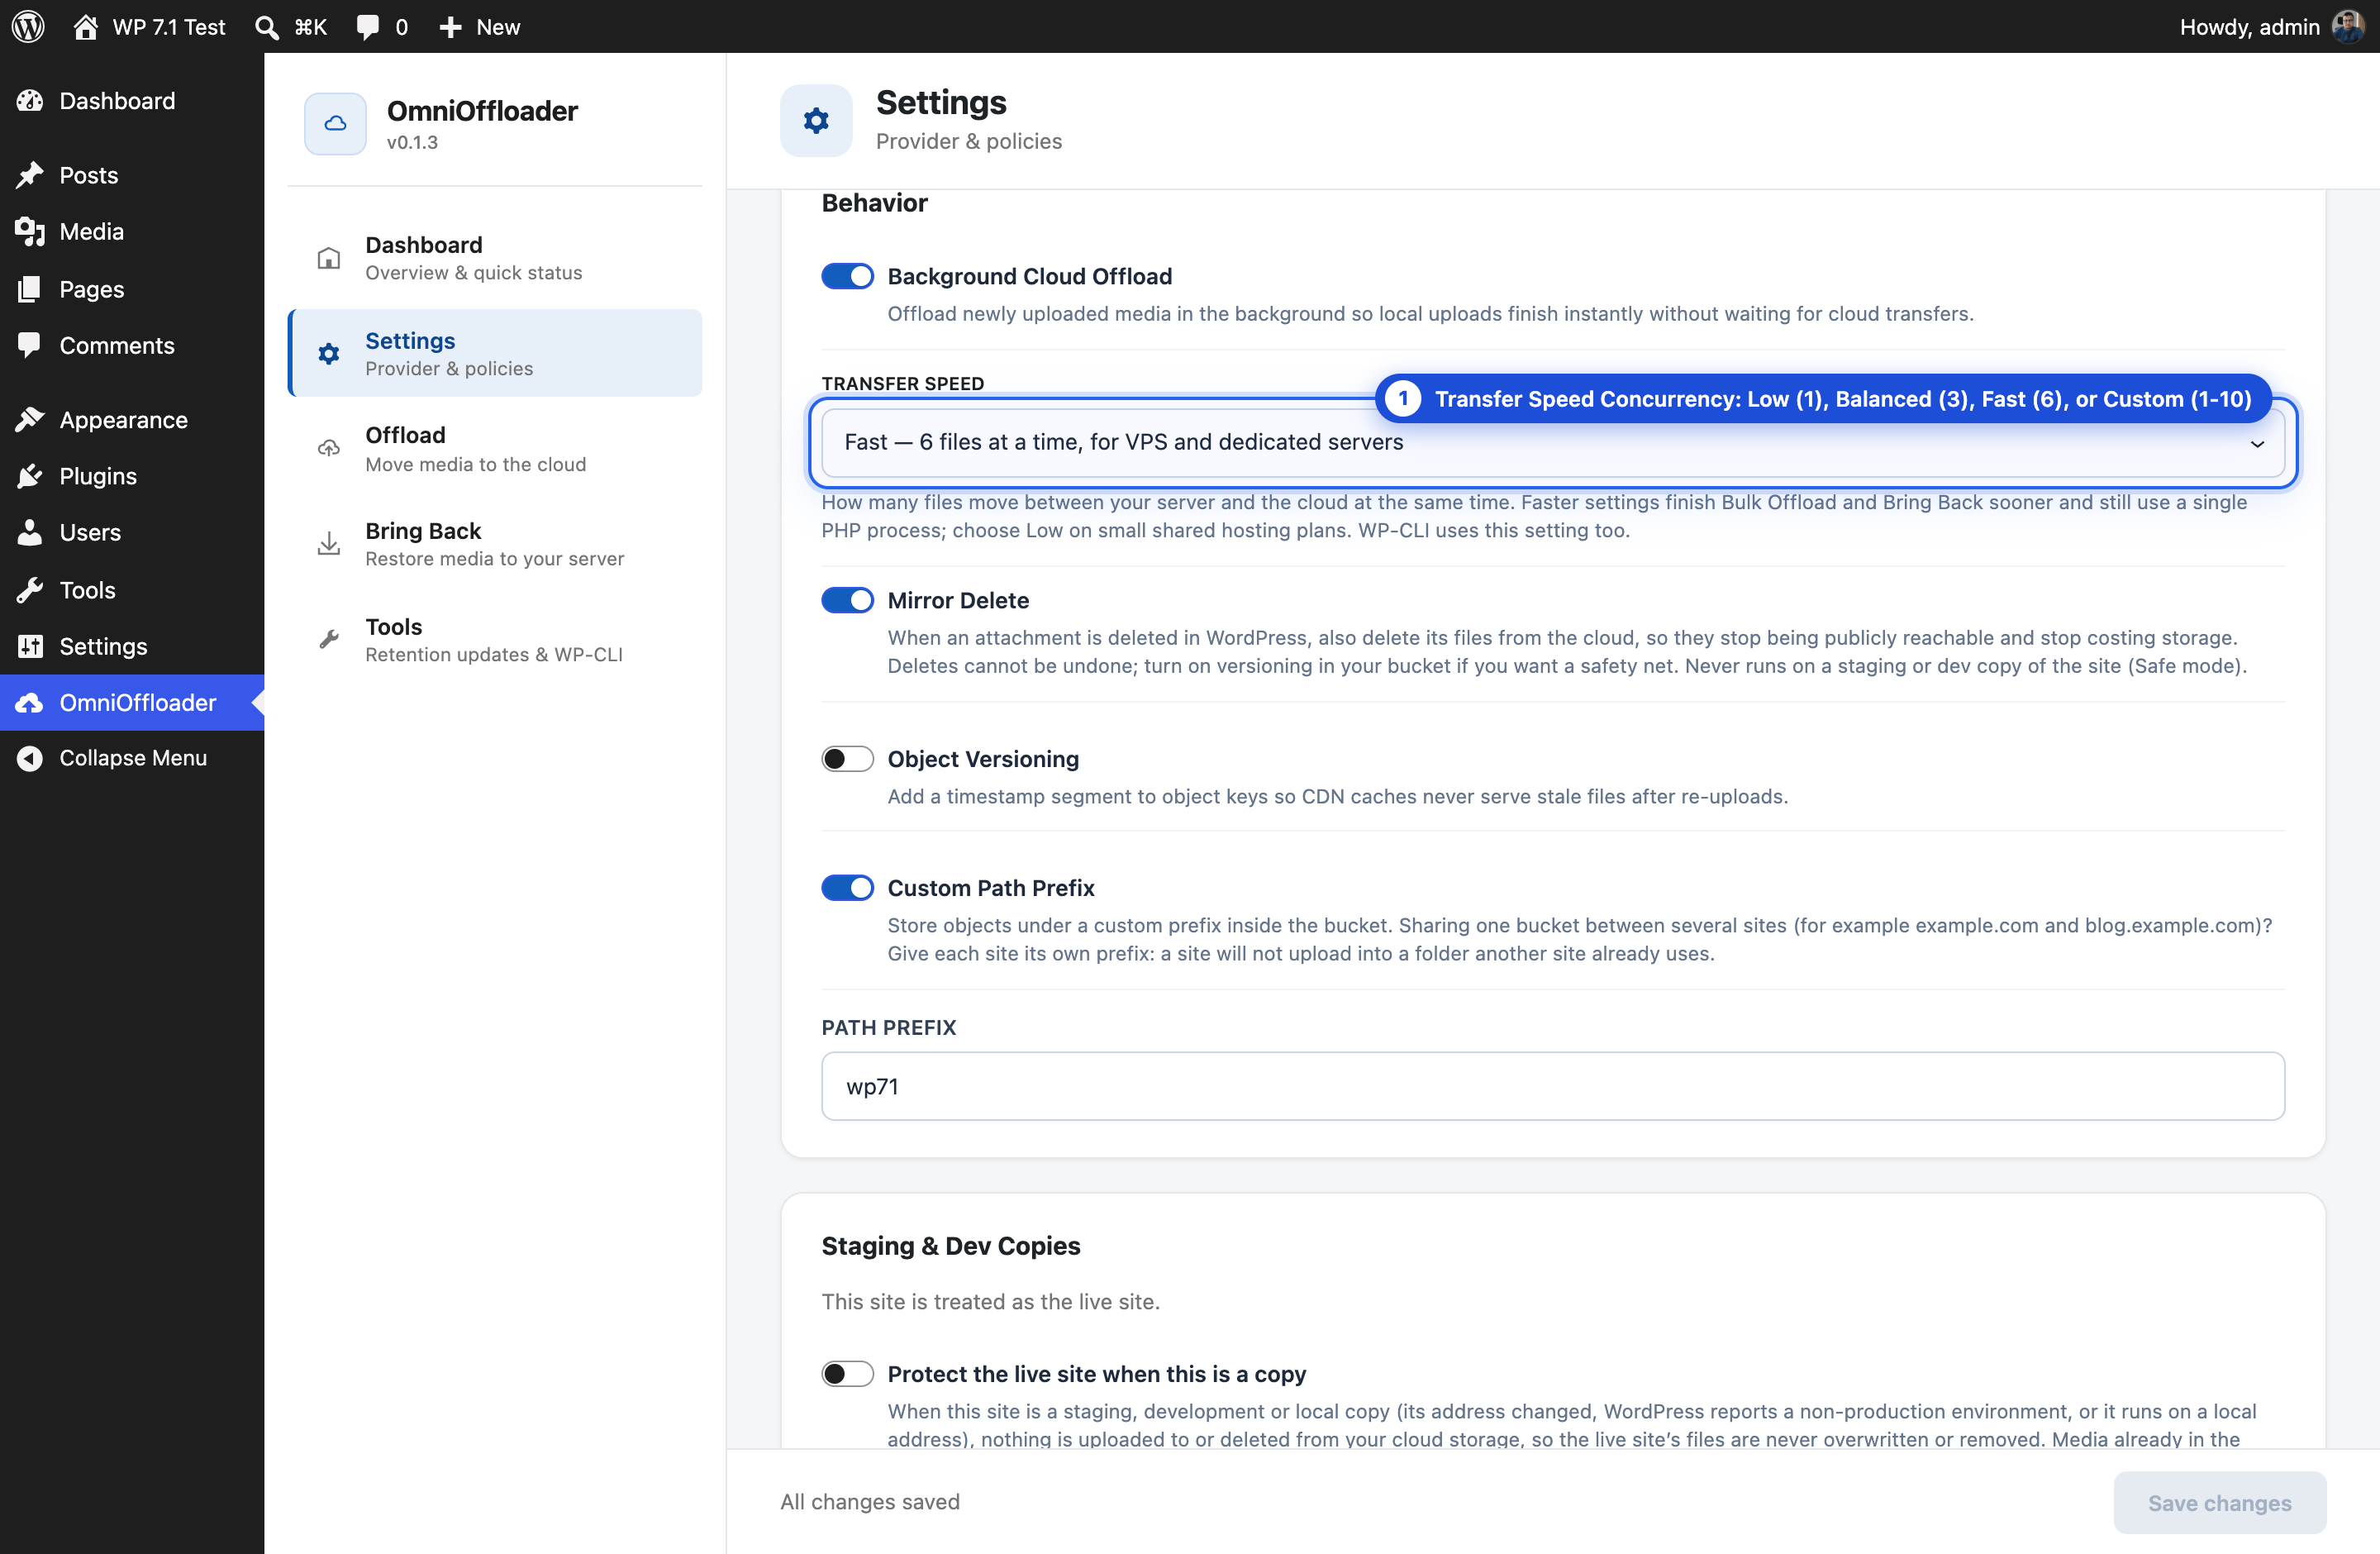 WP 7.1 Test
⌘K
0
New
Howdy, admin
Dashboard
Posts
Media
Pages
Comments
Appearance
Plugins
Users
Tools
Settings
OmniOffloader
Collapse Menu
OmniOffloader
v0.1.3
Dashboard
Overview & quick status
Settings
Provider & policies
Offload
Move media to the cloud
Bring Back
Restore media to your server
Tools
Retention updates & WP-CLI
Settings
Provider & policies
Behavior
Background Cloud Offload
Offload newly uploaded media in the background so local uploads finish instantly without waiting for cloud transfers.
TRANSFER SPEED
1 Transfer Speed Concurrency: Low (1), Balanced (3), Fast (6), or Custom (1-10)
Fast — 6 files at a time, for VPS and dedicated servers
How many files move between your server and the cloud at the same time. Faster settings finish Bulk Offload and Bring Back sooner and still use a single
PHP process; choose Low on small shared hosting plans. WP-CLI uses this setting too.
Mirror Delete
When an attachment is deleted in WordPress, also delete its files from the cloud, so they stop being publicly reachable and stop costing storage.
Deletes cannot be undone; turn on versioning in your bucket if you want a safety net. Never runs on a staging or dev copy of the site (Safe mode).
Object Versioning
Add a timestamp segment to object keys so CDN caches never serve stale files after re-uploads.
Custom Path Prefix
Store objects under a custom prefix inside the bucket. Sharing one bucket between several sites (for example example.com and blog.example.com)?
Give each site its own prefix: a site will not upload into a folder another site already uses.
PATH PREFIX
wp71
Staging & Dev Copies
This site is treated as the live site.
Protect the live site when this is a copy
When this site is a staging, development or local copy (its address changed, WordPress reports a non-production environment, or it runs on a local
address), nothing is uploaded to or deleted from your cloud storage, so the live site's files are never overwritten or removed. Media already in the
All changes saved
Save changes